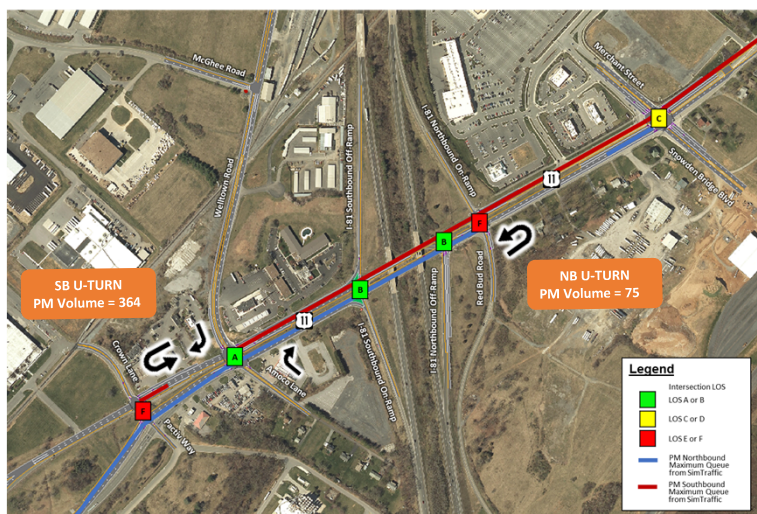 McGhee Road
Welltown Road
I-81 Southbound Off-Ramp
I-81 Northbound On-Ramp
Merchant Street
C
Snowden Bridge Blvd
11
F
B
Red Bud Road
SB U-TURN
PM Volume = 364
NB U-TURN
PM Volume = 75
B
11
I-81 Northbound Off-Ramp
I-81 Southbound On-Ramp
A
Amoco Lane
Crown Lane
F
Pactiv Way
Legend
Intersection LOS
LOS A or B
LOS C or D
LOS E or F
PM Northbound
Maximum Queue
from SimTraffic
PM Southbound
Maximum Queue
from SimTraffic